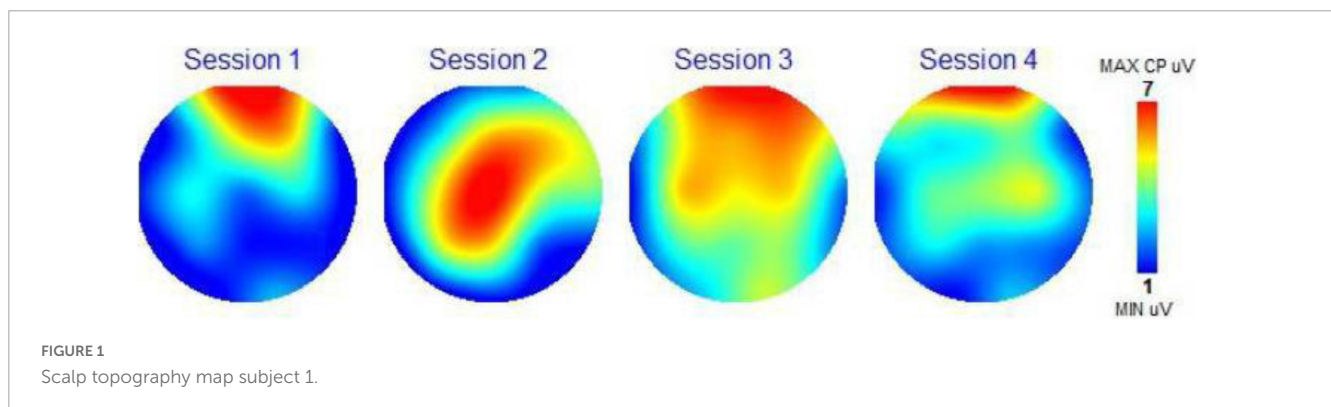 Session 1
Session 2
Session 3
Session 4
MAX CP uV
7
1
MIN uV
FIGURE 1
Scalp topography map subject 1.